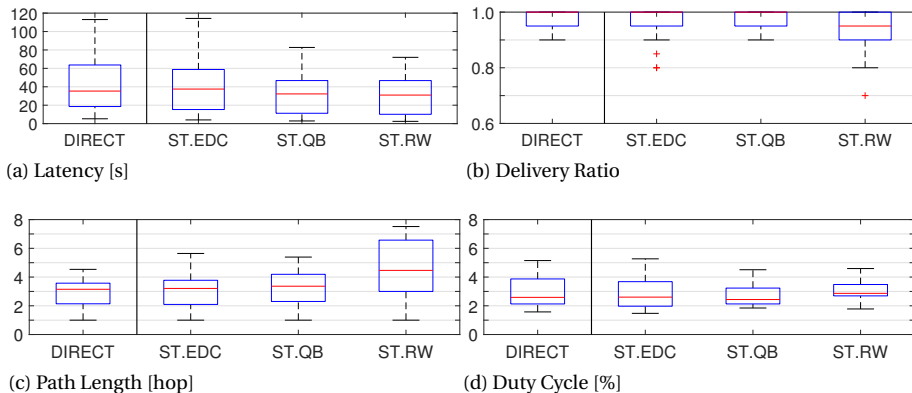 120
100
80
60
40
20
0
DIRECT ST.EDC ST.QB ST.RW
(a) Latency [s]
1.0
0.8
0.6
DIRECT ST.EDC ST.QB ST.RW
(b) Delivery Ratio
8
6
4
2
0
DIRECT ST.EDC ST.QB ST.RW
(c) Path Length [hop]
8
6
4
2
0
DIRECT ST.EDC ST.QB ST.RW
(d) Duty Cycle [%]